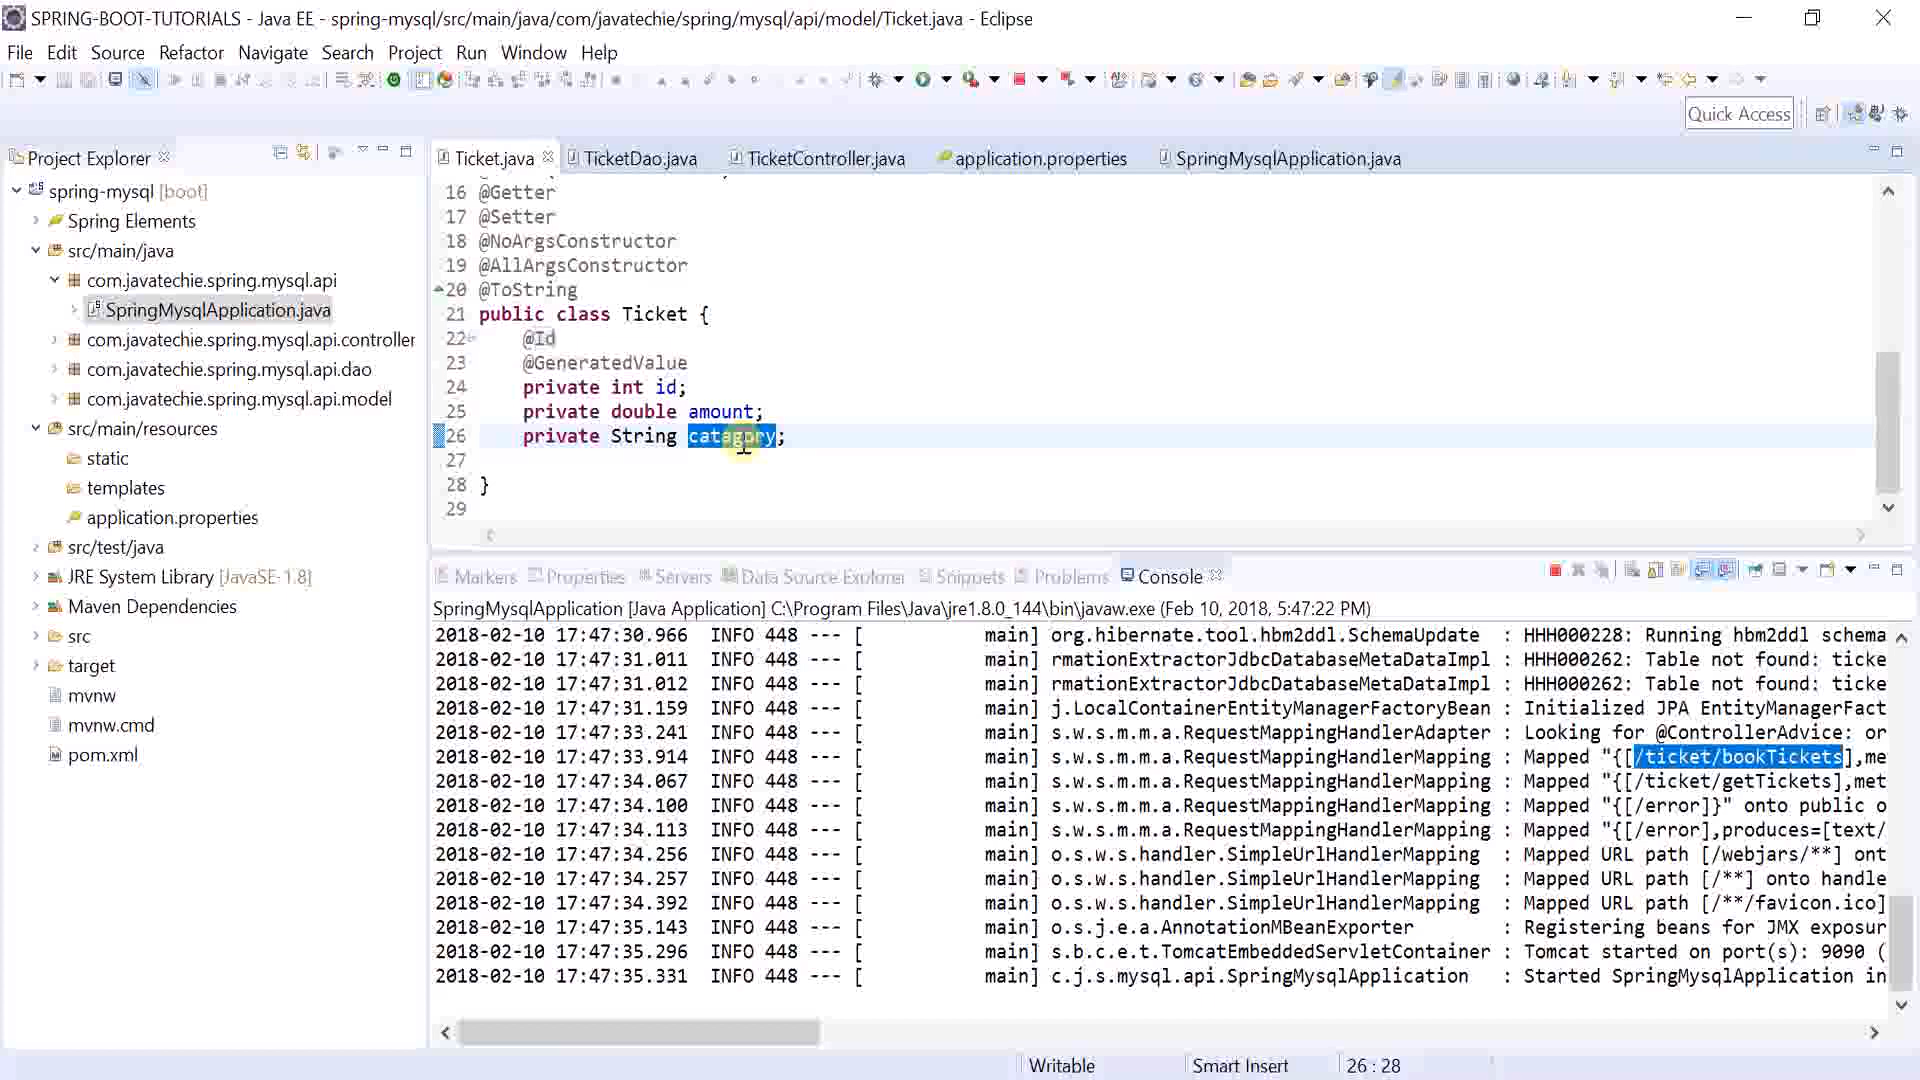 SPRING-BOOT-TUTORIALS - Java EE - spring-mysql/src/main/java/com/javatechie/spring/mysql/api/model/Ticket.java - Eclipse
File Edit Source Refactor Navigate Search Project Run Window Help
Quick Access
Project Explorer
spring-mysql [boot]
Spring Elements
src/main/java
com.javatechie.spring.mysql.api
SpringMysqlApplication.java
com.javatechie.spring.mysql.api.controller
com.javatechie.spring.mysql.api.dao
com.javatechie.spring.mysql.api.model
src/main/resources
static
templates
application.properties
src/test/java
JRE System Library [JavaSE-1.8]
Maven Dependencies
src
target
mvnw
mvnw.cmd
pom.xml
Ticket.java TicketDao.java TicketController.java application.properties SpringMysqlApplication.java
16 @Getter
17 @Setter
18 @NoArgsConstructor
19 @AllArgsConstructor
20 @ToString
21 public class Ticket {
22 @Id
23 @GeneratedValue
24 private int id;
25 private double amount;
26 private String catagory;
27
28 }
29
Markers Properties Servers Data Source Explorer Snippets Problems Console
SpringMysqlApplication [Java Application] C:\Program Files\Java\jre1.8.0_144\bin\javaw.exe (Feb 10, 2018, 5:47:22 PM)
2018-02-10 17:47:30.966 INFO 448 --- [ main] org.hibernate.tool.hbm2ddl.SchemaUpdate : HHH000228: Running hbm2ddl schema
2018-02-10 17:47:31.011 INFO 448 --- [ main] rmationExtractorJdbcDatabaseMetaDataImpl : HHH000262: Table not found: ticke
2018-02-10 17:47:31.012 INFO 448 --- [ main] rmationExtractorJdbcDatabaseMetaDataImpl : HHH000262: Table not found: ticke
2018-02-10 17:47:31.159 INFO 448 --- [ main] j.LocalContainerEntityManagerFactoryBean : Initialized JPA EntityManagerFact
2018-02-10 17:47:33.241 INFO 448 --- [ main] s.w.s.m.m.a.RequestMappingHandlerAdapter : Looking for @ControllerAdvice: or
2018-02-10 17:47:33.914 INFO 448 --- [ main] s.w.s.m.m.a.RequestMappingHandlerMapping : Mapped "{[/ticket/bookTickets],me
2018-02-10 17:47:34.067 INFO 448 --- [ main] s.w.s.m.m.a.RequestMappingHandlerMapping : Mapped "{[/ticket/getTickets],met
2018-02-10 17:47:34.100 INFO 448 --- [ main] s.w.s.m.m.a.RequestMappingHandlerMapping : Mapped "{[/error]}" onto public o
2018-02-10 17:47:34.113 INFO 448 --- [ main] s.w.s.m.m.a.RequestMappingHandlerMapping : Mapped "{[/error],produces=[text/
2018-02-10 17:47:34.256 INFO 448 --- [ main] o.s.w.s.handler.SimpleUrlHandlerMapping : Mapped URL path [/webjars/**] ont
2018-02-10 17:47:34.257 INFO 448 --- [ main] o.s.w.s.handler.SimpleUrlHandlerMapping : Mapped URL path [/**] onto handle
2018-02-10 17:47:34.392 INFO 448 --- [ main] o.s.w.s.handler.SimpleUrlHandlerMapping : Mapped URL path [/**/favicon.ico]
2018-02-10 17:47:35.143 INFO 448 --- [ main] o.s.j.e.a.AnnotationMBeanExporter : Registering beans for JMX exposur
2018-02-10 17:47:35.296 INFO 448 --- [ main] s.b.c.e.t.TomcatEmbeddedServletContainer : Tomcat started on port(s): 9090 (
2018-02-10 17:47:35.331 INFO 448 --- [ main] c.j.s.mysql.api.SpringMysqlApplication : Started SpringMysqlApplication in
Writable Smart Insert 26 : 28